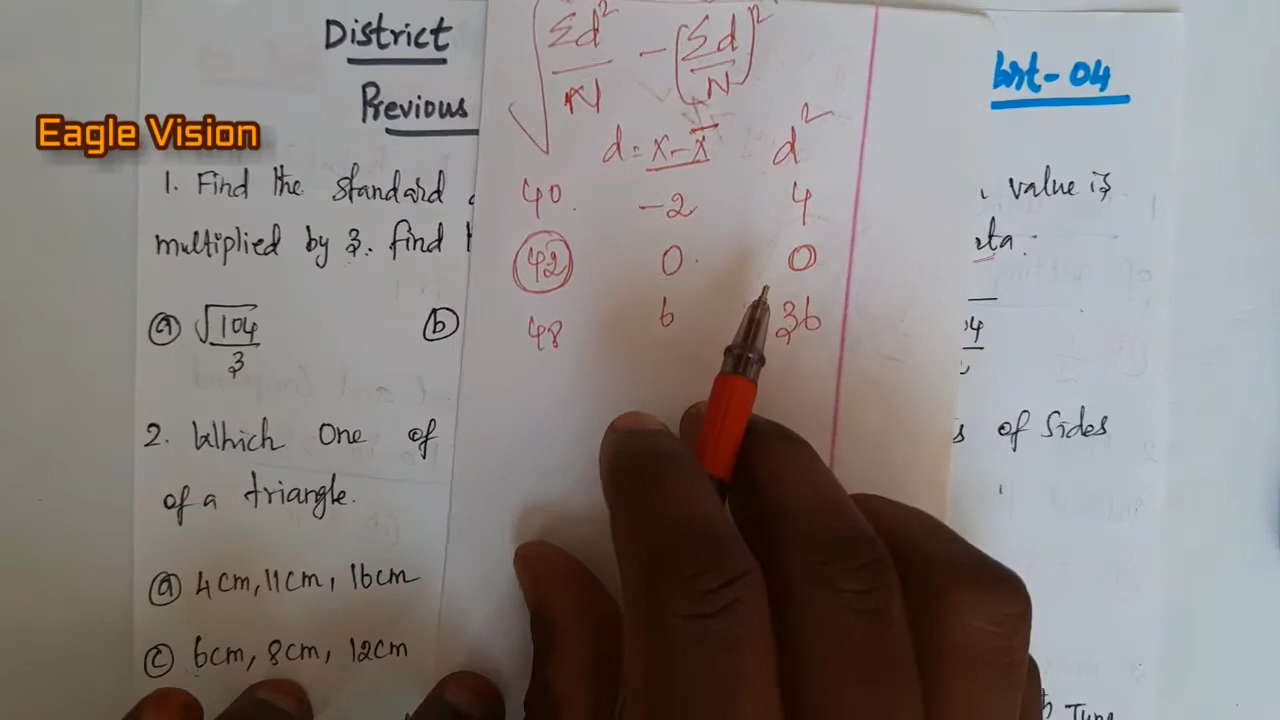 District
Previous
Eagle Vision
1. Find the standard
multiplied by 3. find
ⓐ √104/3 ⓑ
2. Which one of
of a triangle.
ⓐ 4cm, 11cm, 16cm
ⓒ 6cm, 8cm, 12cm
√Σd²/N - (Σd/N)²
d = x - x̅ d²
40 -2 4
42 0 0
48 6 36
04
value is
of sides